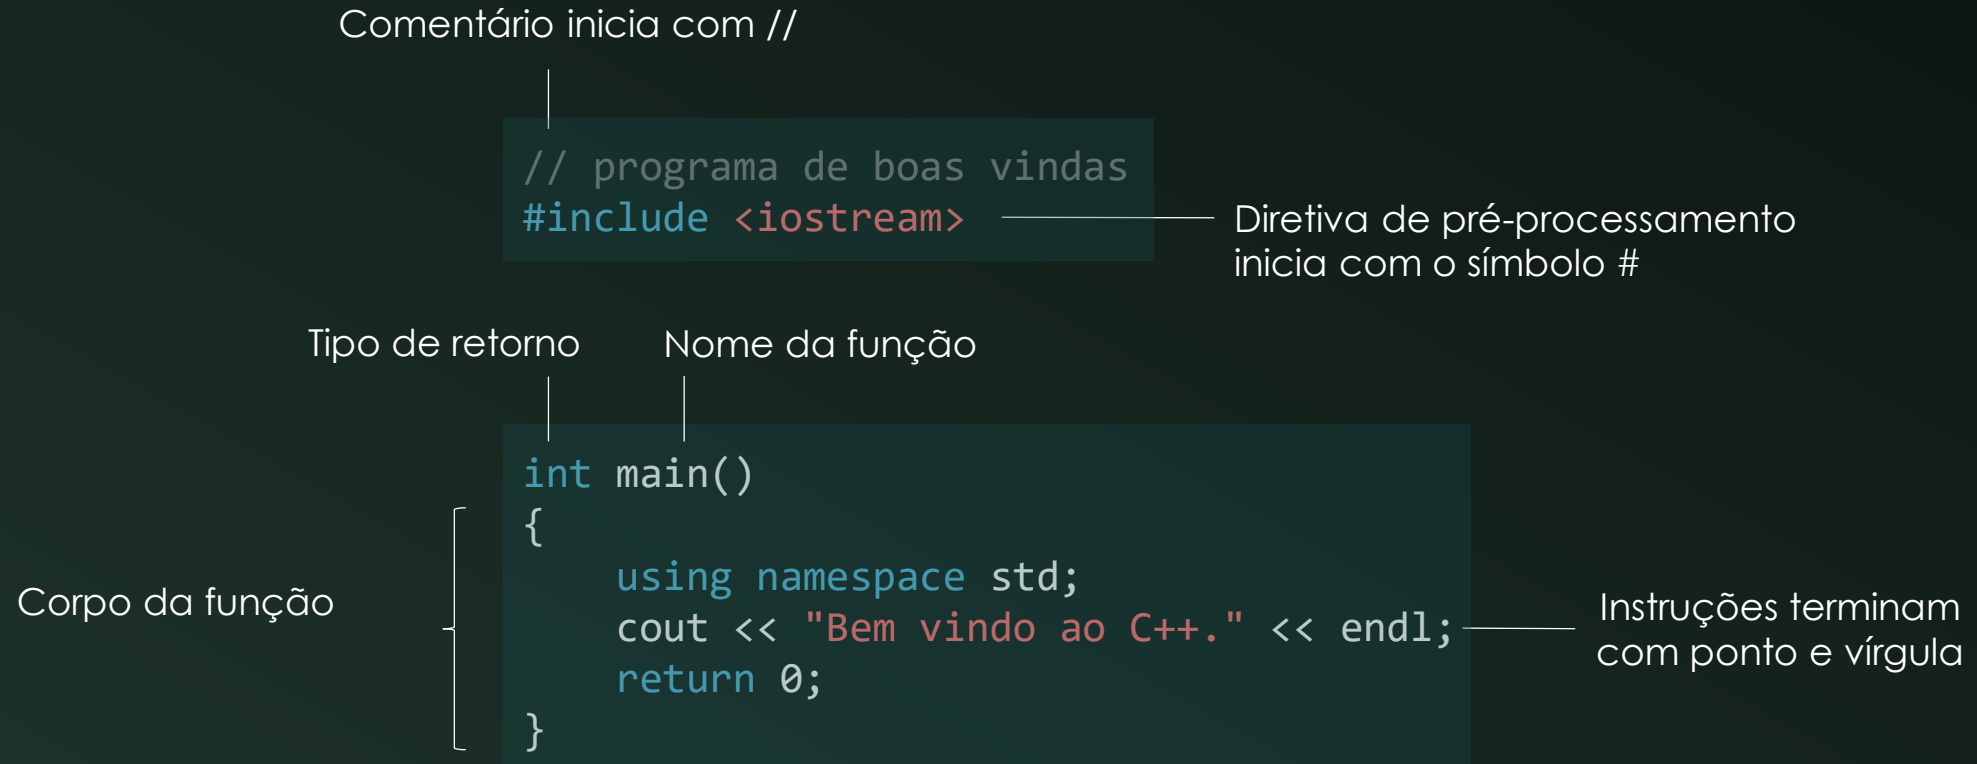 Comentário inicia com //
// programa de boas vindas
#include <iostream>
Diretiva de pré-processamento
inicia com o símbolo #
Tipo de retorno
Nome da função
int main()
{
using namespace std;
cout << "Bem vindo ao C++." << endl;
return 0;
}
Corpo da função
Instruções terminam
com ponto e vírgula